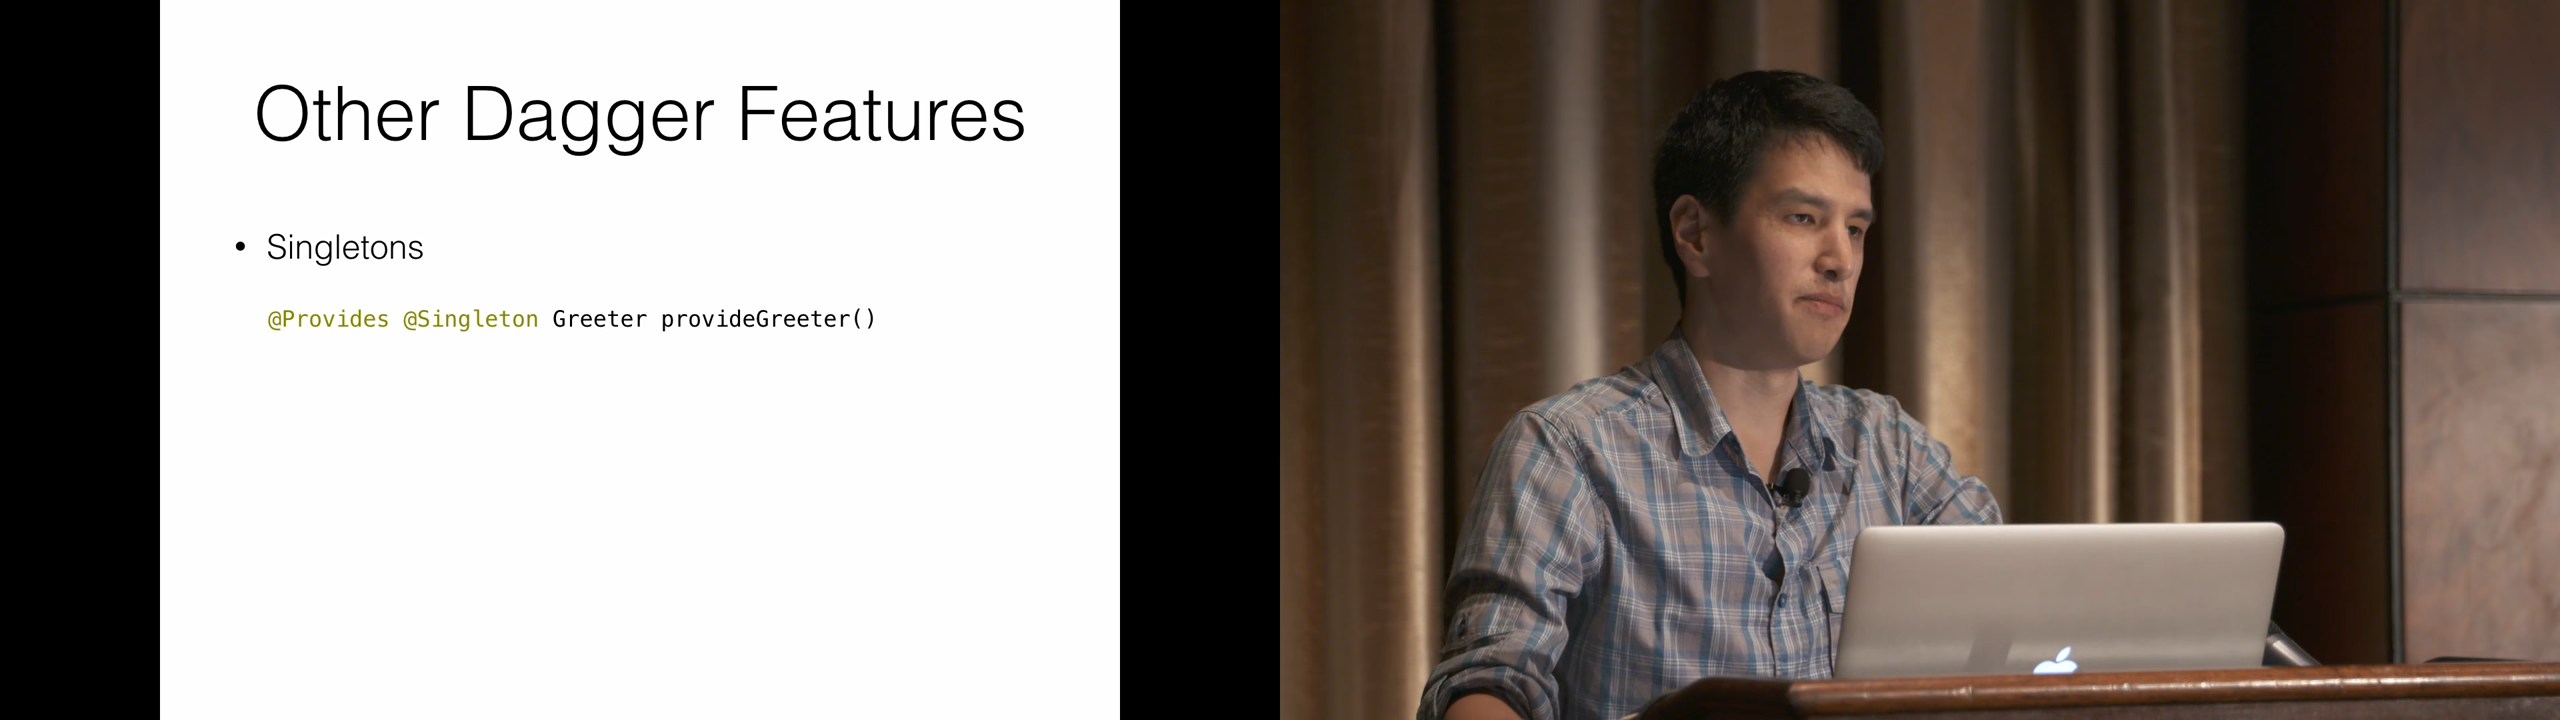 Other Dagger Features
• Singletons
@Provides @Singleton Greeter provideGreeter()